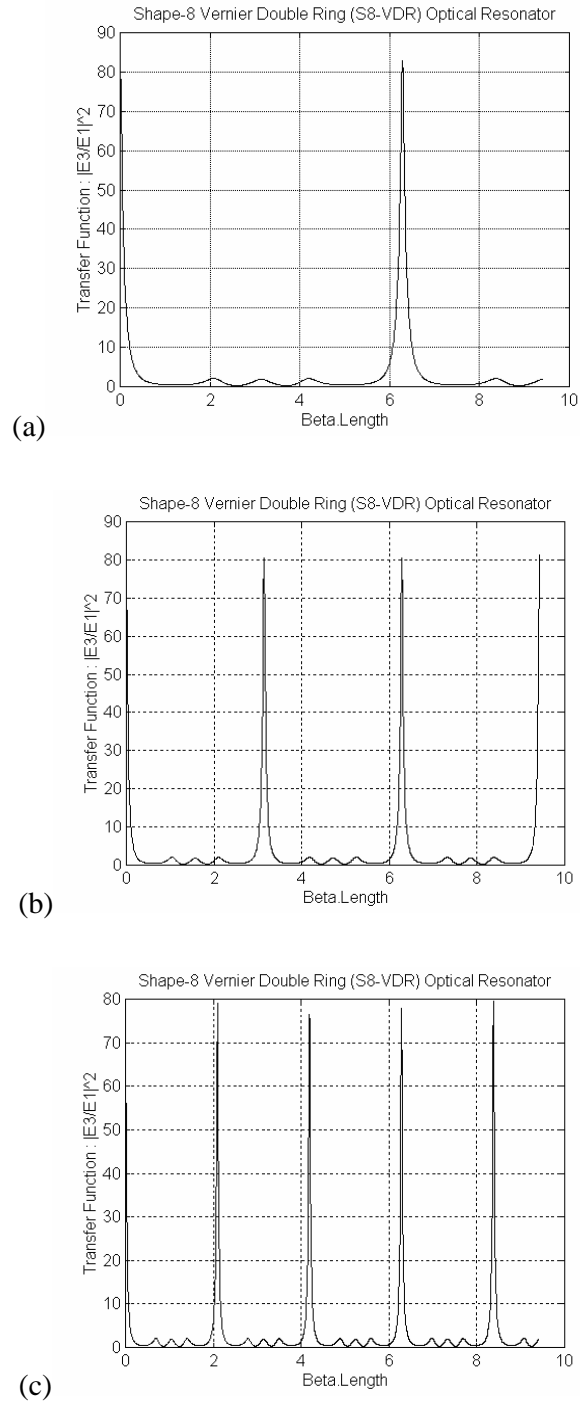 Shape-8 Vernier Double Ring (S8-VDR) Optical Resonator
Transfer Function : |E3/E1|^2
90
80
70
60
50
40
30
20
10
0
0 2 4 6 8 10
Beta.Length
(a)
Shape-8 Vernier Double Ring (S8-VDR) Optical Resonator
Transfer Function : |E3/E1|^2
90
80
70
60
50
40
30
20
10
0
0 2 4 6 8 10
Beta.Length
(b)
Shape-8 Vernier Double Ring (S8-VDR) Optical Resonator
Transfer Function : |E3/E1|^2
80
70
60
50
40
30
20
10
0
0 2 4 6 8 10
Beta.Length
(c)